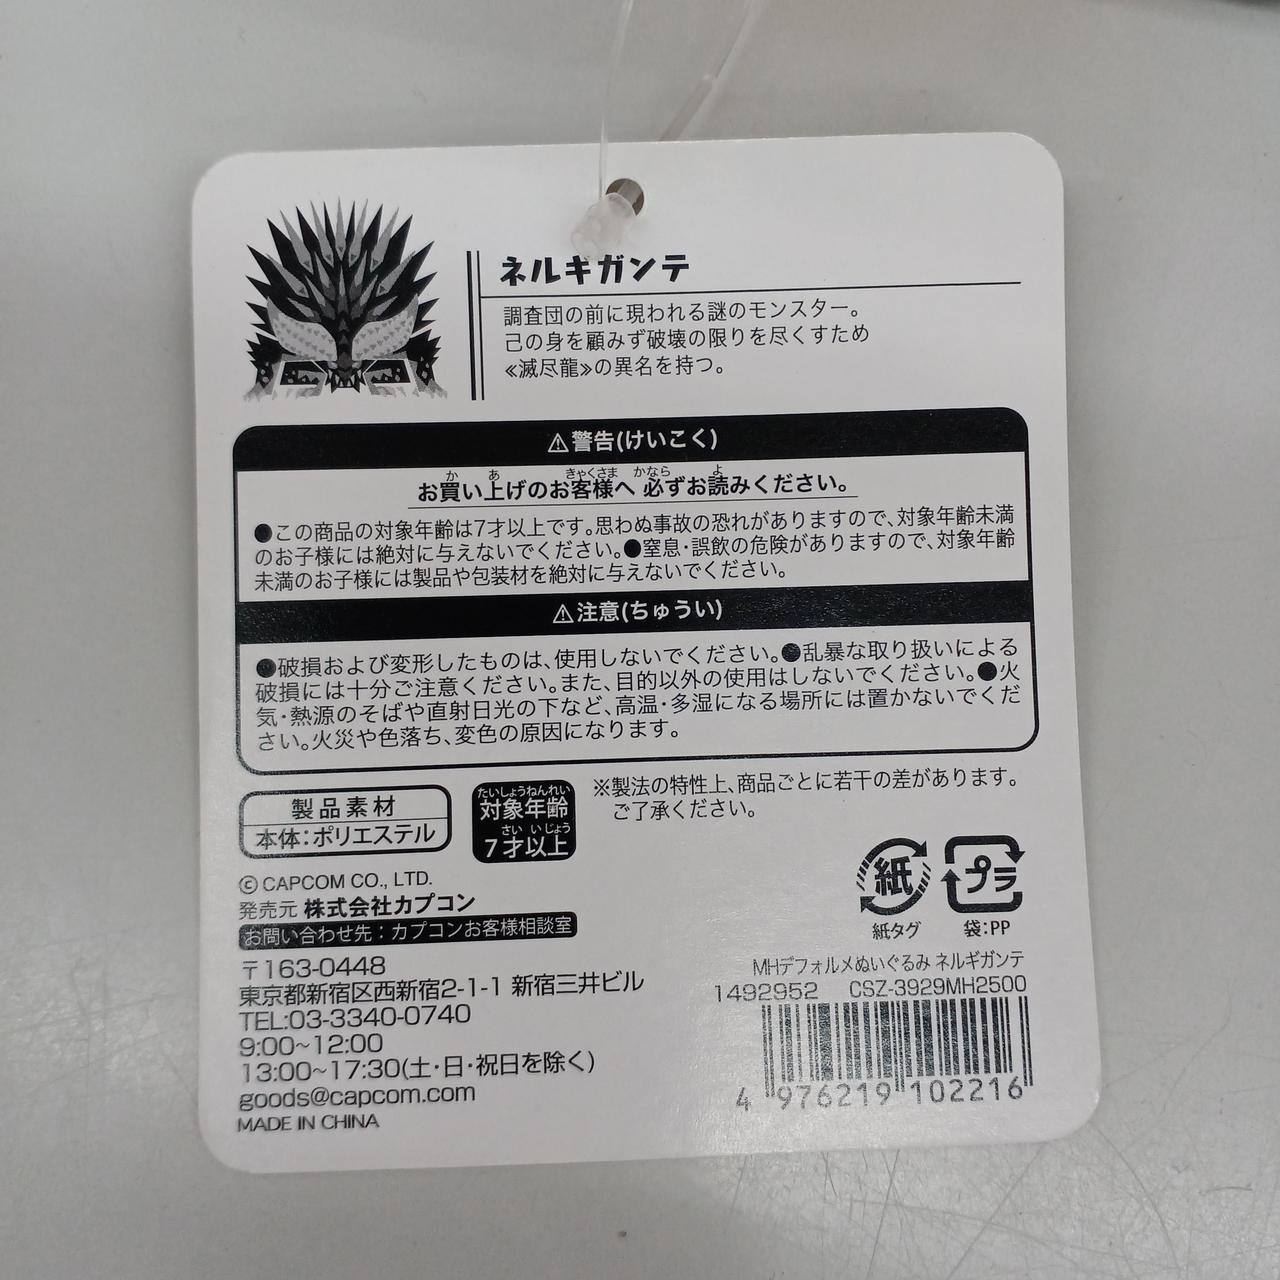 ネルギガンテ
調査団の前に現われる謎のモンスター。
己の身を顧みず破壊の限りを尽くすため
≪滅尽龍≫の異名を持つ。
⚠警告(けいこく)
お買い上げのお客様へ 必ずお読みください。
か あ きゃくさま かなら よ
●この商品の対象年齢は7才以上です。思わぬ事故の恐れがありますので、対象年齢未満
のお子様には絶対に与えないでください。●窒息・誤飲の危険がありますので、対象年齢
未満のお子様には製品や包装材を絶対に与えないでください。
⚠注意(ちゅうい)
●破損および変形したものは、使用しないでください。●乱暴な取り扱いによる
破損には十分ご注意ください。また、目的以外の使用はしないでください。●火
気・熱源のそばや直射日光の下など、高温・多湿になる場所には置かないでくだ
さい。火災や色落ち、変色の原因になります。
製品素材
本体:ポリエステル
たいしょうねんれい
対象年齢
さい いじょう
7才以上
※製法の特性上、商品ごとに若干の差があります。
ご了承ください。
© CAPCOM CO., LTD.
発売元 株式会社カプコン
お問い合わせ先：カプコンお客様相談室
〒163-0448
東京都新宿区西新宿2-1-1 新宿三井ビル
TEL:03-3340-0740
9:00~12:00
13:00~17:30(土・日・祝日を除く)
goods@capcom.com
MADE IN CHINA
紙
紙タグ
プラ
袋:PP
MHデフォルメぬいぐるみ ネルギガンテ
1492952 CSZ-3929MH2500
4 976219 102216